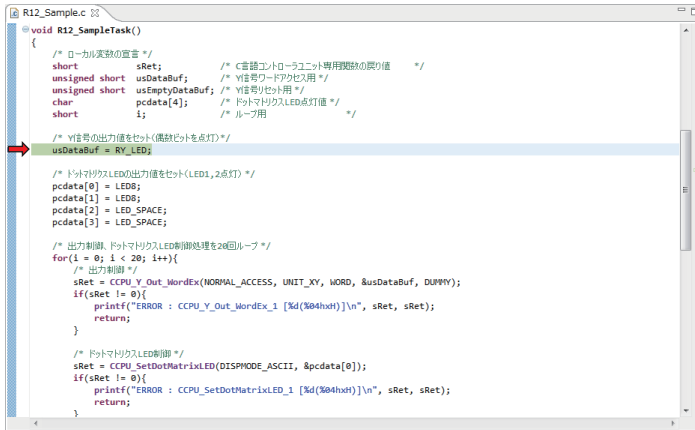 R12_Sample.c
void R12_SampleTask()
{
/* ローカル変数の宣言 */
short sRet; /* C言語コントローラユニット専用関数の戻り値 */
unsigned short usDataBuf; /* Y信号ワードアクセス用 */
unsigned short usEmptyDataBuf; /* Y信号リセット用 */
char pcdata[4]; /* ドットマトリクスLED点灯値 */
short i; /* ループ用 */
/* Y信号の出力値をセット(偶数ビットを点灯)*/
usDataBuf = RY_LED;
/* ドットマトリクスLEDの出力値をセット(LED1,2点灯) */
pcdata[0] = LED8;
pcdata[1] = LED8;
pcdata[2] = LED_SPACE;
pcdata[3] = LED_SPACE;
/* 出力制御、ドットマトリクスLED制御処理を20回ループ */
for(i = 0; i < 20; i++){
/* 出力制御 */
sRet = CCPU_Y_Out_WordEx(NORMAL_ACCESS, UNIT_XY, WORD, &usDataBuf, DUMMY);
if(sRet != 0){
printf("ERROR : CCPU_Y_Out_WordEx_1 [%d(%04hxH)]\n", sRet, sRet);
return;
}
/* ドットマトリクスLED制御 */
sRet = CCPU_SetDotMatrixLED(DISPMODE_ASCII, &pcdata[0]);
if(sRet != 0){
printf("ERROR : CCPU_SetDotMatrixLED_1 [%d(%04hxH)]\n", sRet, sRet);
return;
}